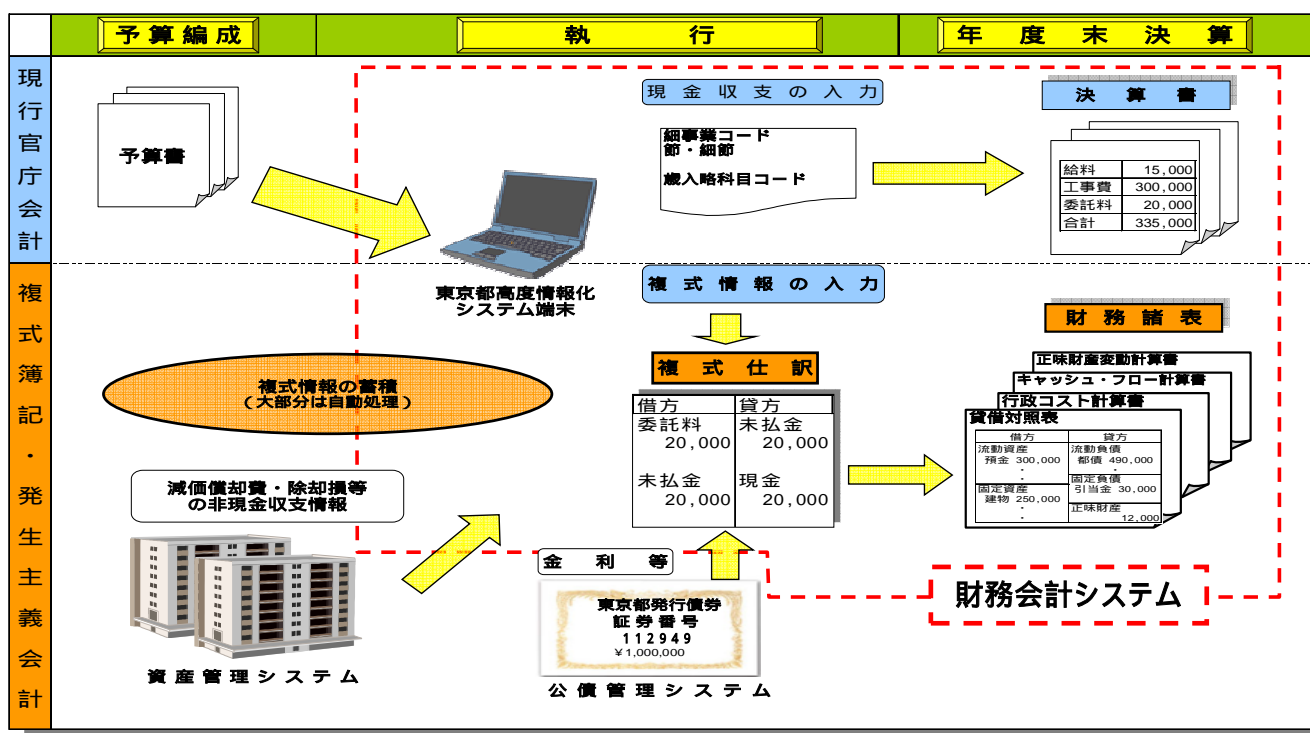 予算編成
執行
年度末決算
現行官庁会計
予算書
現金収支の入力
細事業コード
節・細節
歳入略科目コード
決算書
給料 15,000
工事費 300,000
委託料 20,000
合計 335,000
東京都高度情報化
システム端末
複式簿記・発生主義会計
複式情報の入力
複式情報の蓄積
(大部分は自動処理)
複式仕訳
借方 貸方
委託料 未払金
20,000 20,000
未払金 現金
20,000 20,000
財務諸表
正味財産変動計算書
キャッシュ・フロー計算書
行政コスト計算書
貸借対照表
借方 貸方
流動資産 流動負債
預金 300,000 都債 490,000
・ ・
固定資産 固定負債
建物 250,000 引当金 30,000
・ 正味財産
・ 12,000
減価償却費・除却損等
の非現金収支情報
資産管理システム
金利等
東京都発行債券
証券番号
112949
¥1,000,000
公債管理システム
財務会計システム